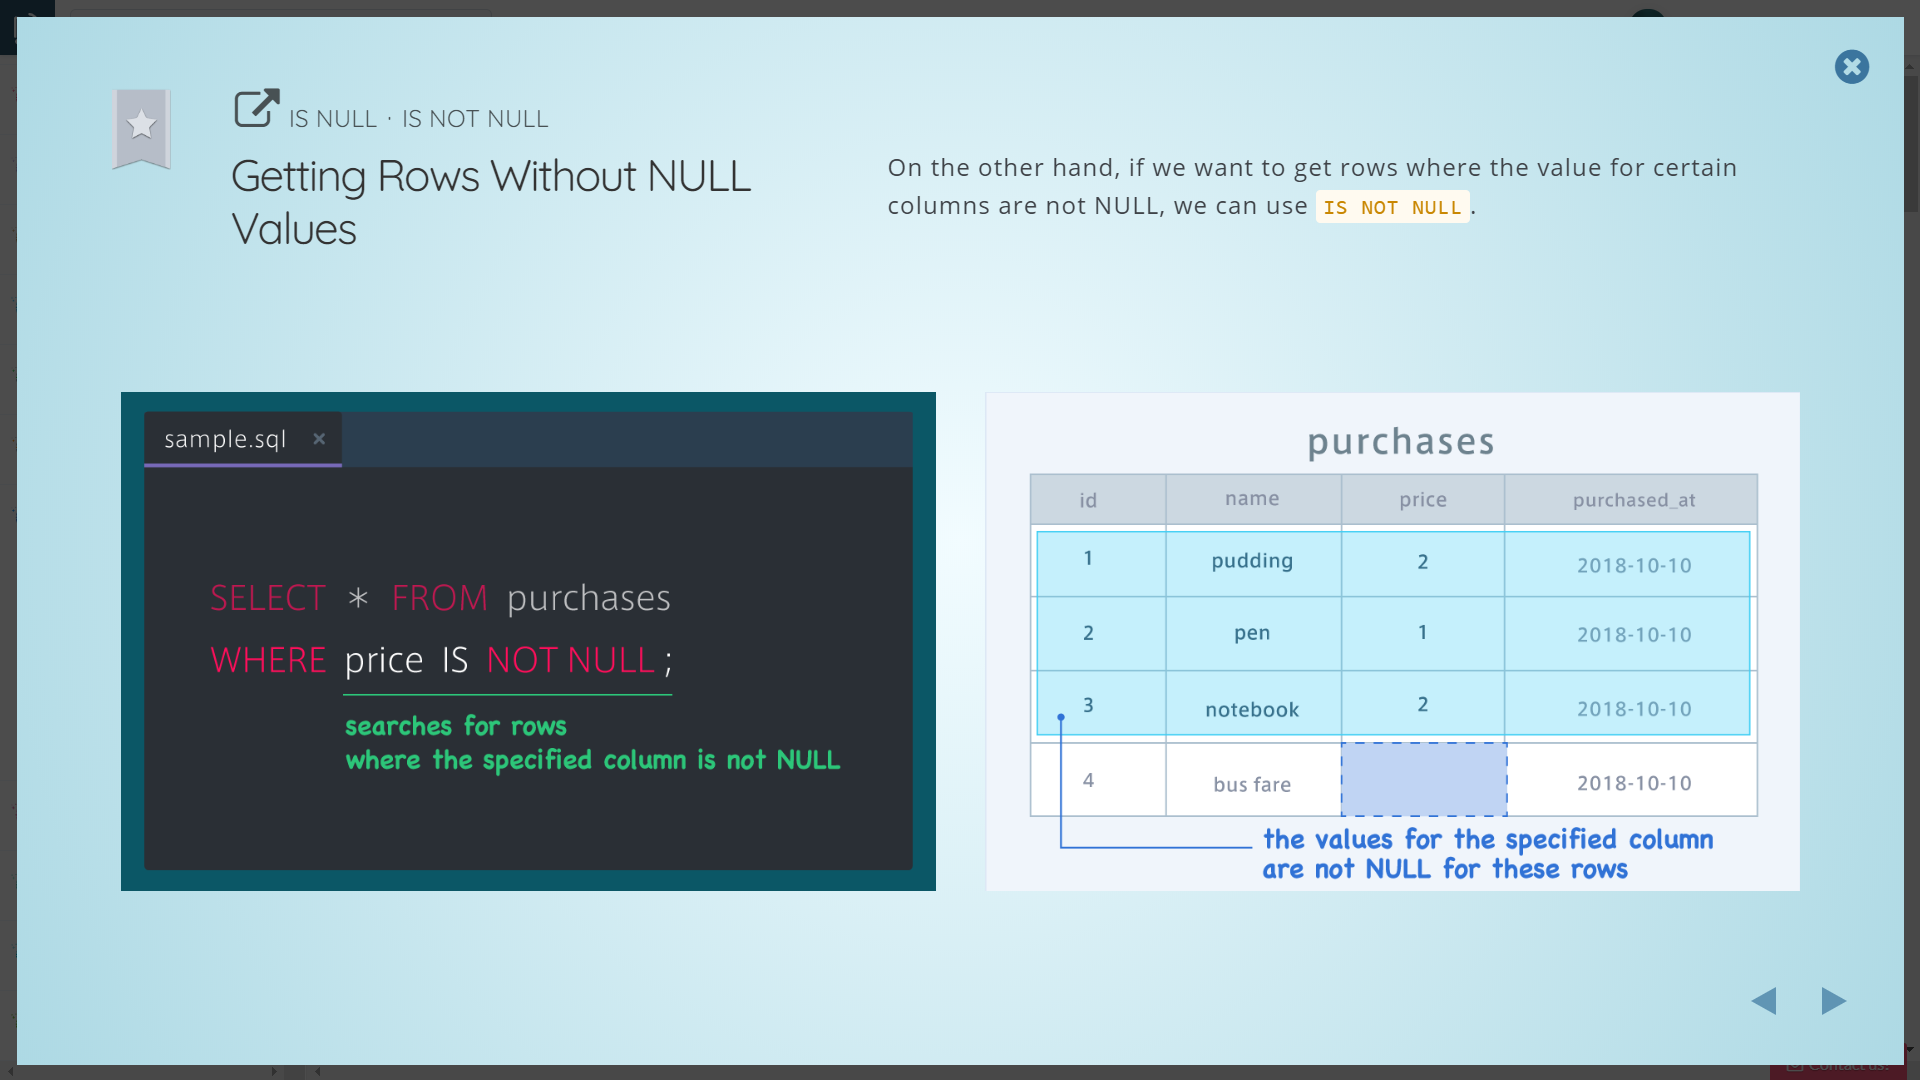 IS NULL · IS NOT NULL
Getting Rows Without NULL
Values
On the other hand, if we want to get rows where the value for certain
columns are not NULL, we can use IS NOT NULL.
sample.sql ×
SELECT * FROM purchases
WHERE price IS NOT NULL ;
searches for rows
where the specified column is not NULL
purchases
id name price purchased_at
1 pudding 2 2018-10-10
2 pen 1 2018-10-10
3 notebook 2 2018-10-10
4 bus fare 2018-10-10
the values for the specified column
are not NULL for these rows
Contact us!